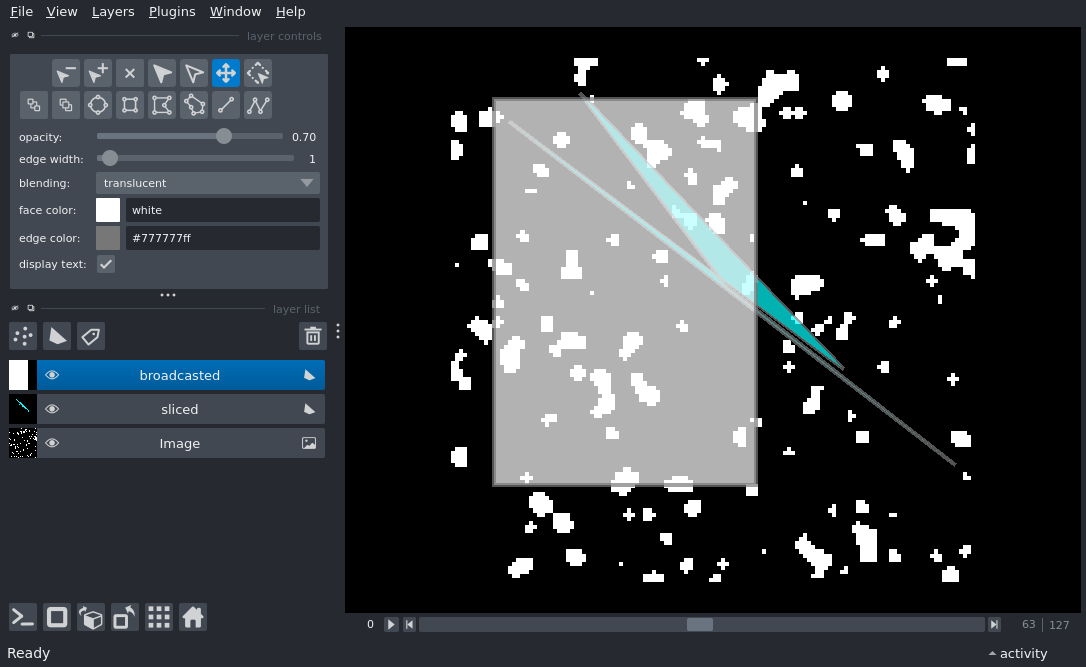 File View Layers Plugins Window Help
layer controls
opacity: 0.70
edge width: 1
blending: translucent
face color: white
edge color: #777777ff
display text:
layer list
broadcasted
sliced
Image
0 63 127
Ready activity